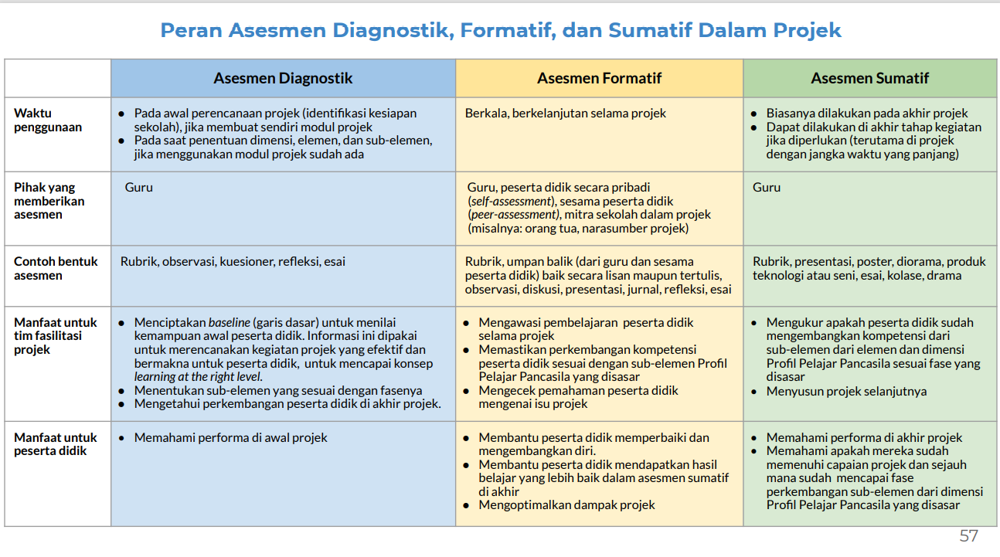 Peran Asesmen Diagnostik, Formatif, dan Sumatif Dalam Projek
Asesmen Diagnostik
Asesmen Formatif
Asesmen Sumatif
Waktu
penggunaan
● Pada awal perencanaan projek (identifikasi kesiapan
sekolah), jika membuat sendiri modul projek
● Pada saat penentuan dimensi, elemen, dan sub-elemen,
jika menggunakan modul projek sudah ada
Berkala, berkelanjutan selama projek
● Biasanya dilakukan pada akhir projek
● Dapat dilakukan di akhir tahap kegiatan
jika diperlukan (terutama di projek
dengan jangka waktu yang panjang)
Pihak yang
memberikan
asesmen
Guru
Guru, peserta didik secara pribadi
(self-assessment), sesama peserta didik
(peer-assessment), mitra sekolah dalam projek
(misalnya: orang tua, narasumber projek)
Guru
Contoh bentuk
asesmen
Rubrik, observasi, kuesioner, refleksi, esai
Rubrik, umpan balik (dari guru dan sesama
peserta didik) baik secara lisan maupun tertulis,
observasi, diskusi, presentasi, jurnal, refleksi, esai
Rubrik, presentasi, poster, diorama, produk
teknologi atau seni, esai, kolase, drama
Manfaat untuk
tim fasilitasi
projek
● Menciptakan baseline (garis dasar) untuk menilai
kemampuan awal peserta didik. Informasi ini dipakai
untuk merencanakan kegiatan projek yang efektif dan
bermakna untuk peserta didik, untuk mencapai konsep
learning at the right level.
● Menentukan sub-elemen yang sesuai dengan fasenya
● Mengetahui perkembangan peserta didik di akhir projek.
● Mengawasi pembelajaran peserta didik
selama projek
● Memastikan perkembangan kompetensi
peserta didik sesuai dengan sub-elemen Profil
Pelajar Pancasila yang disasar
● Mengecek pemahaman peserta didik
mengenai isu projek
● Mengukur apakah peserta didik sudah
mengembangkan kompetensi dari
sub-elemen dari elemen dan dimensi
Profil Pelajar Pancasila sesuai fase yang
disasar
● Menyusun projek selanjutnya
Manfaat untuk
peserta didik
● Memahami performa di awal projek
● Membantu peserta didik memperbaiki dan
mengembangkan diri.
● Membantu peserta didik mendapatkan hasil
belajar yang lebih baik dalam asesmen sumatif
di akhir
● Mengoptimalkan dampak projek
● Memahami performa di akhir projek
● Memahami apakah mereka sudah
memenuhi capaian projek dan sejauh
mana sudah mencapai fase
perkembangan sub-elemen dari dimensi
Profil Pelajar Pancasila yang disasar
57